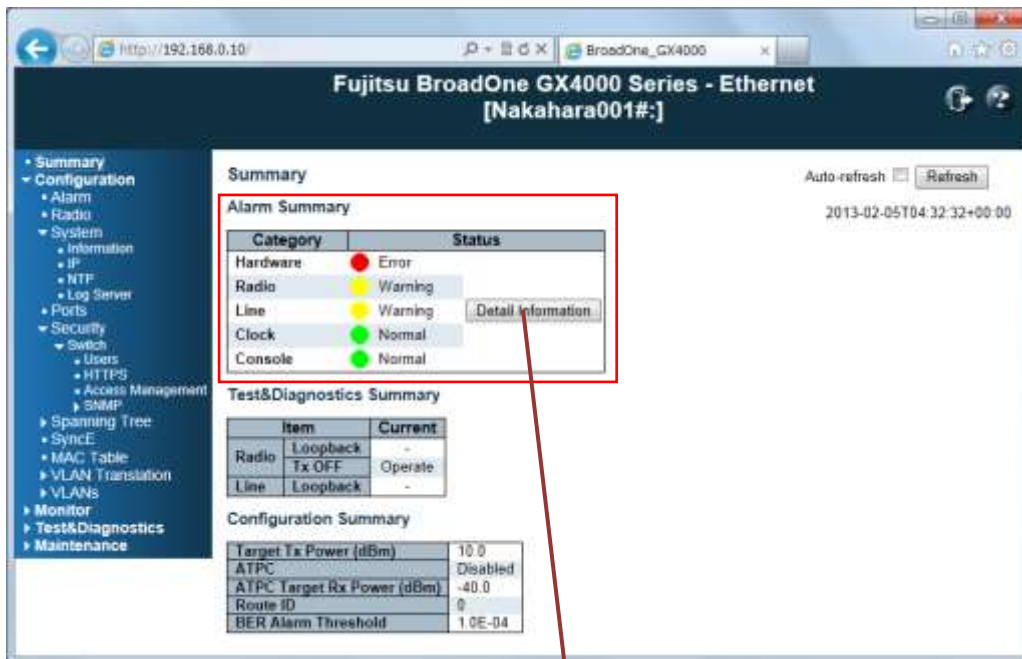 http://192.168.0.10/
BroadOne_GX4000
Fujitsu BroadOne GX4000 Series - Ethernet
[Nakahara001#:]
Summary
Configuration
Alarm
Radio
System
Information
IP
NTP
Log Server
Ports
Security
Switch
Users
HTTPS
Access Management
SNMP
Spanning Tree
SyncE
MAC Table
VLAN Translation
VLANs
Monitor
Test&Diagnostics
Maintenance
Summary
Auto-refresh Refresh
2013-02-05T04:32:32+00:00
Alarm Summary
Category Status
Hardware Error
Radio Warning
Line Warning Detail Information
Clock Normal
Console Normal
Test&Diagnostics Summary
Item Current
Radio Loopback -
Tx OFF Operate
Line Loopback -
Configuration Summary
Target Tx Power (dBm) 10.0
ATPC Disabled
ATPC Target Rx Power (dBm) -40.0
Route ID 0
BER Alarm Threshold 1.0E-04